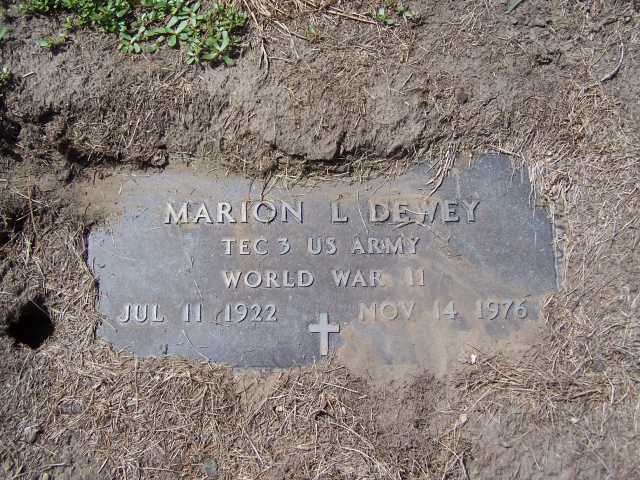 MARION L DEWEY
TEC 3 US ARMY
WORLD WAR II
JUL 11 1922 NOV 14 1976